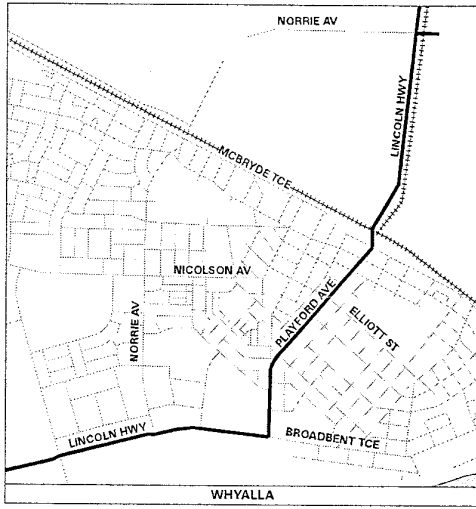 NORRIE AV
LINCOLN HWY
MCBRYDE TCE
NICOLSON AV
NORRIE AV
PLAYFORD AVE
ELLIOTT ST
LINCOLN HWY
BROADBENT TCE
WHYALLA